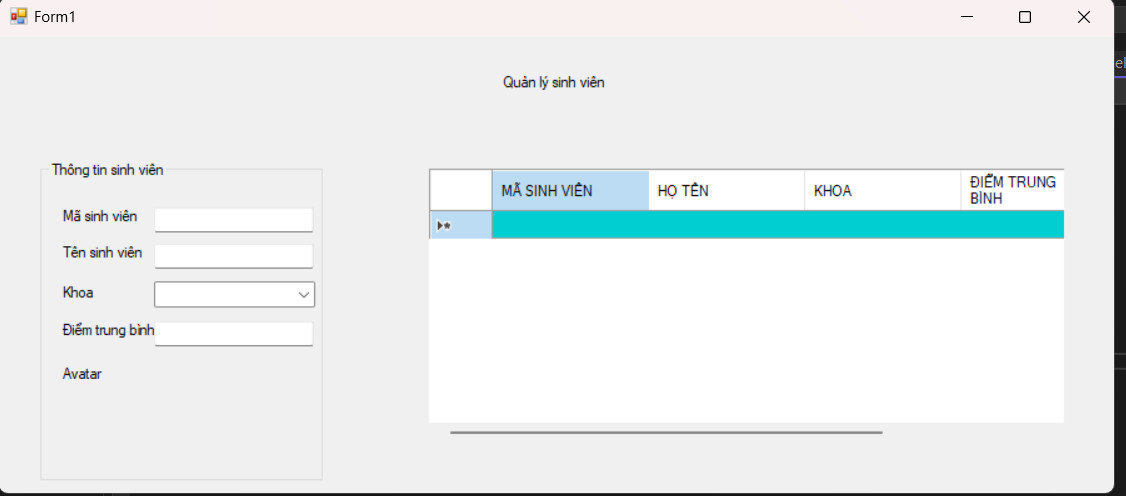 Form1
Quản lý sinh viên
Thông tin sinh viên
Mã sinh viên
Tên sinh viên
Khoa
Điểm trung bình
Avatar
MÃ SINH VIÊN
HỌ TÊN
KHOA
ĐIỂM TRUNG
BÌNH
el